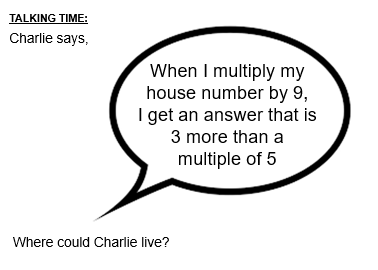 TALKING TIME:
Charlie says,
When I multiply my
house number by 9,
I get an answer that is
3 more than a
multiple of 5
Where could Charlie live?